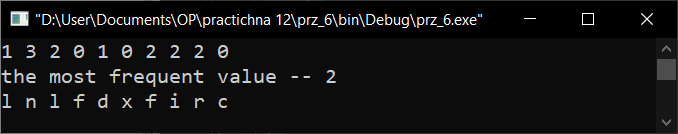 "D:\User\Documents\OP\practichna 12\prz_6\bin\Debug\prz_6.exe"
1 3 2 0 1 0 2 2 2 0
the most frequent value -- 2
l n l f d x f i r c